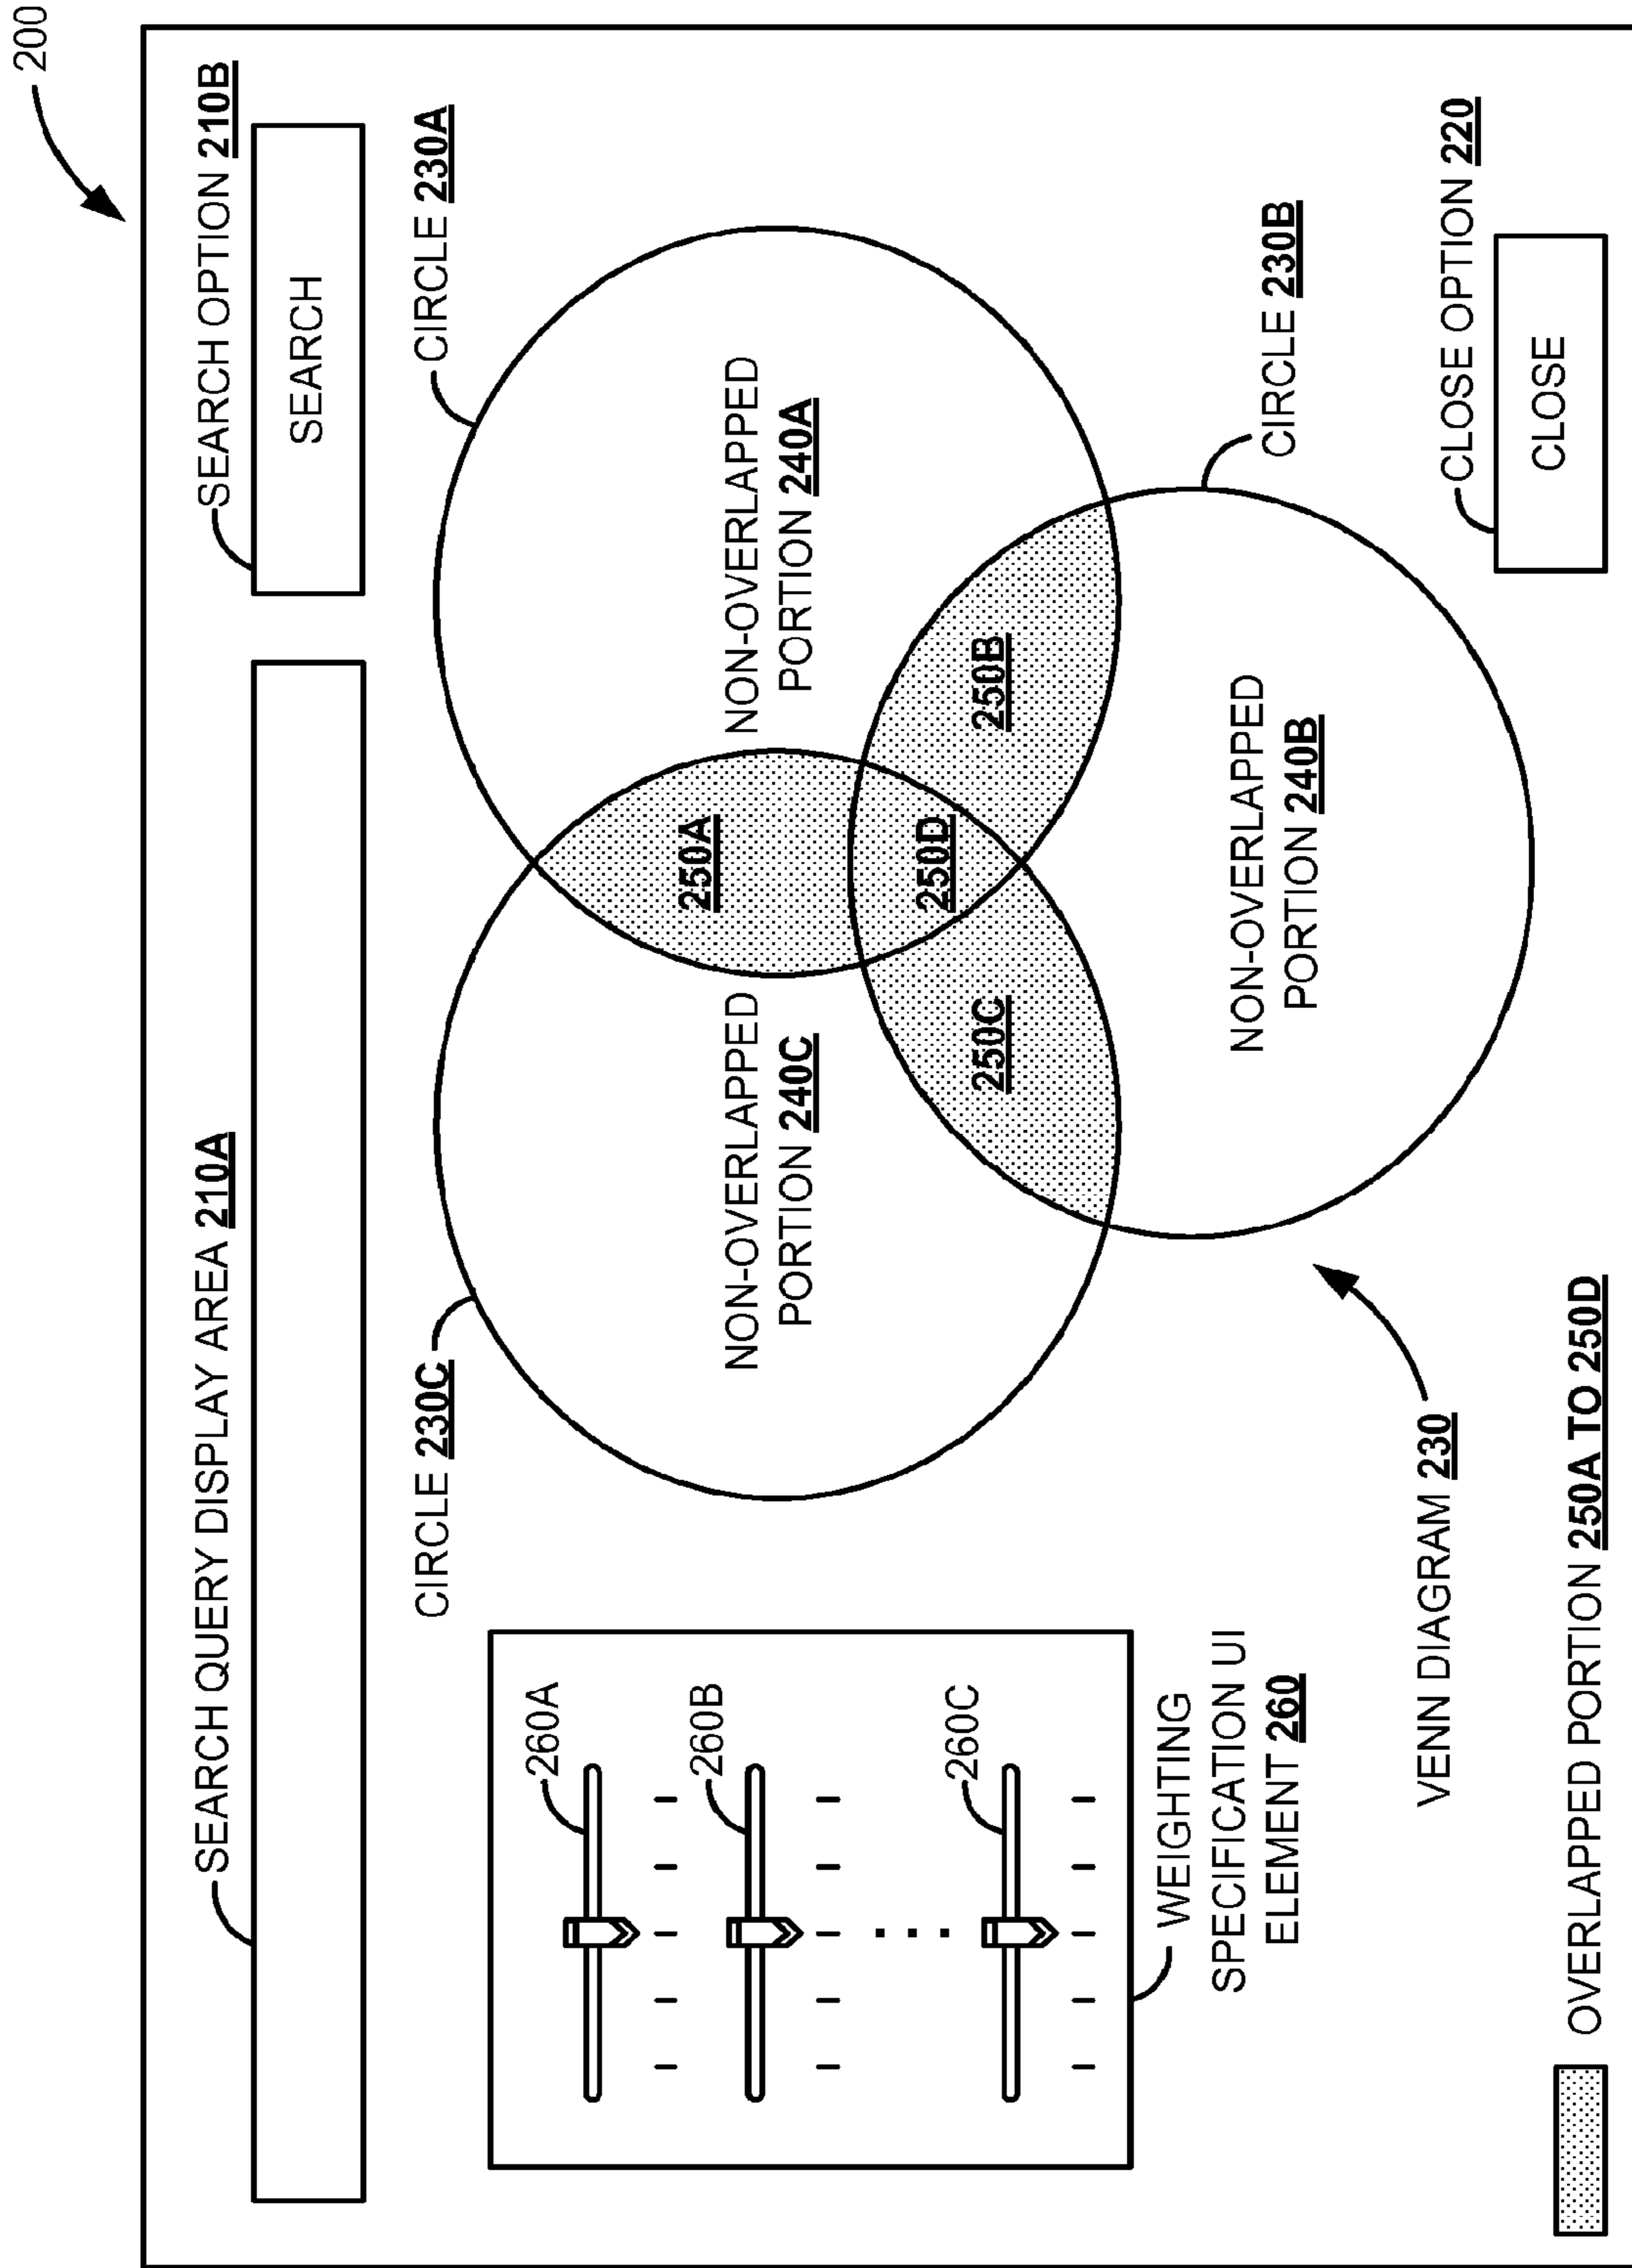 200
SEARCH QUERY DISPLAY AREA 210A
SEARCH OPTION 210B
SEARCH
CIRCLE 230C
CIRCLE 230A
260A
260B
260C
WEIGHTING
SPECIFICATION UI
ELEMENT 260
250A
NON-OVERLAPPED
PORTION 240C
NON-OVERLAPPED
PORTION 240A
250D
250C
250B
NON-OVERLAPPED
PORTION 240B
CIRCLE 230B
VENN DIAGRAM 230
CLOSE OPTION 220
CLOSE
OVERLAPPED PORTION 250A TO 250D